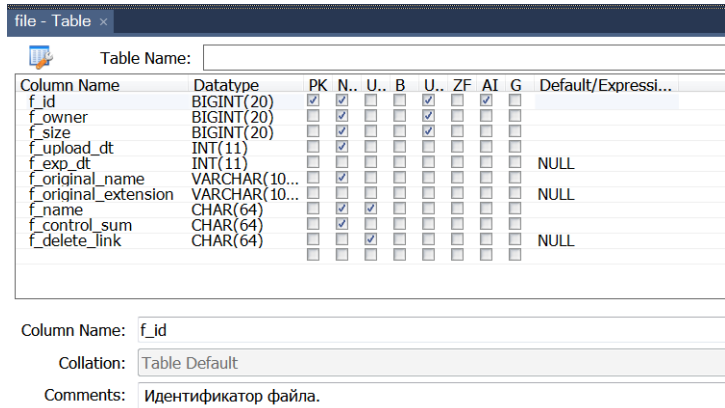 file - Table ×
Table Name:
Column Name Datatype PK N.. U.. B U.. ZF AI G Default/Expressi...
f_id BIGINT(20)
f_owner BIGINT(20)
f_size BIGINT(20)
f_upload_dt INT(11)
f_exp_dt INT(11) NULL
f_original_name VARCHAR(10...
f_original_extension VARCHAR(10... NULL
f_name CHAR(64)
f_control_sum CHAR(64)
f_delete_link CHAR(64) NULL
Column Name: f_id
Collation: Table Default
Comments: Идентификатор файла.